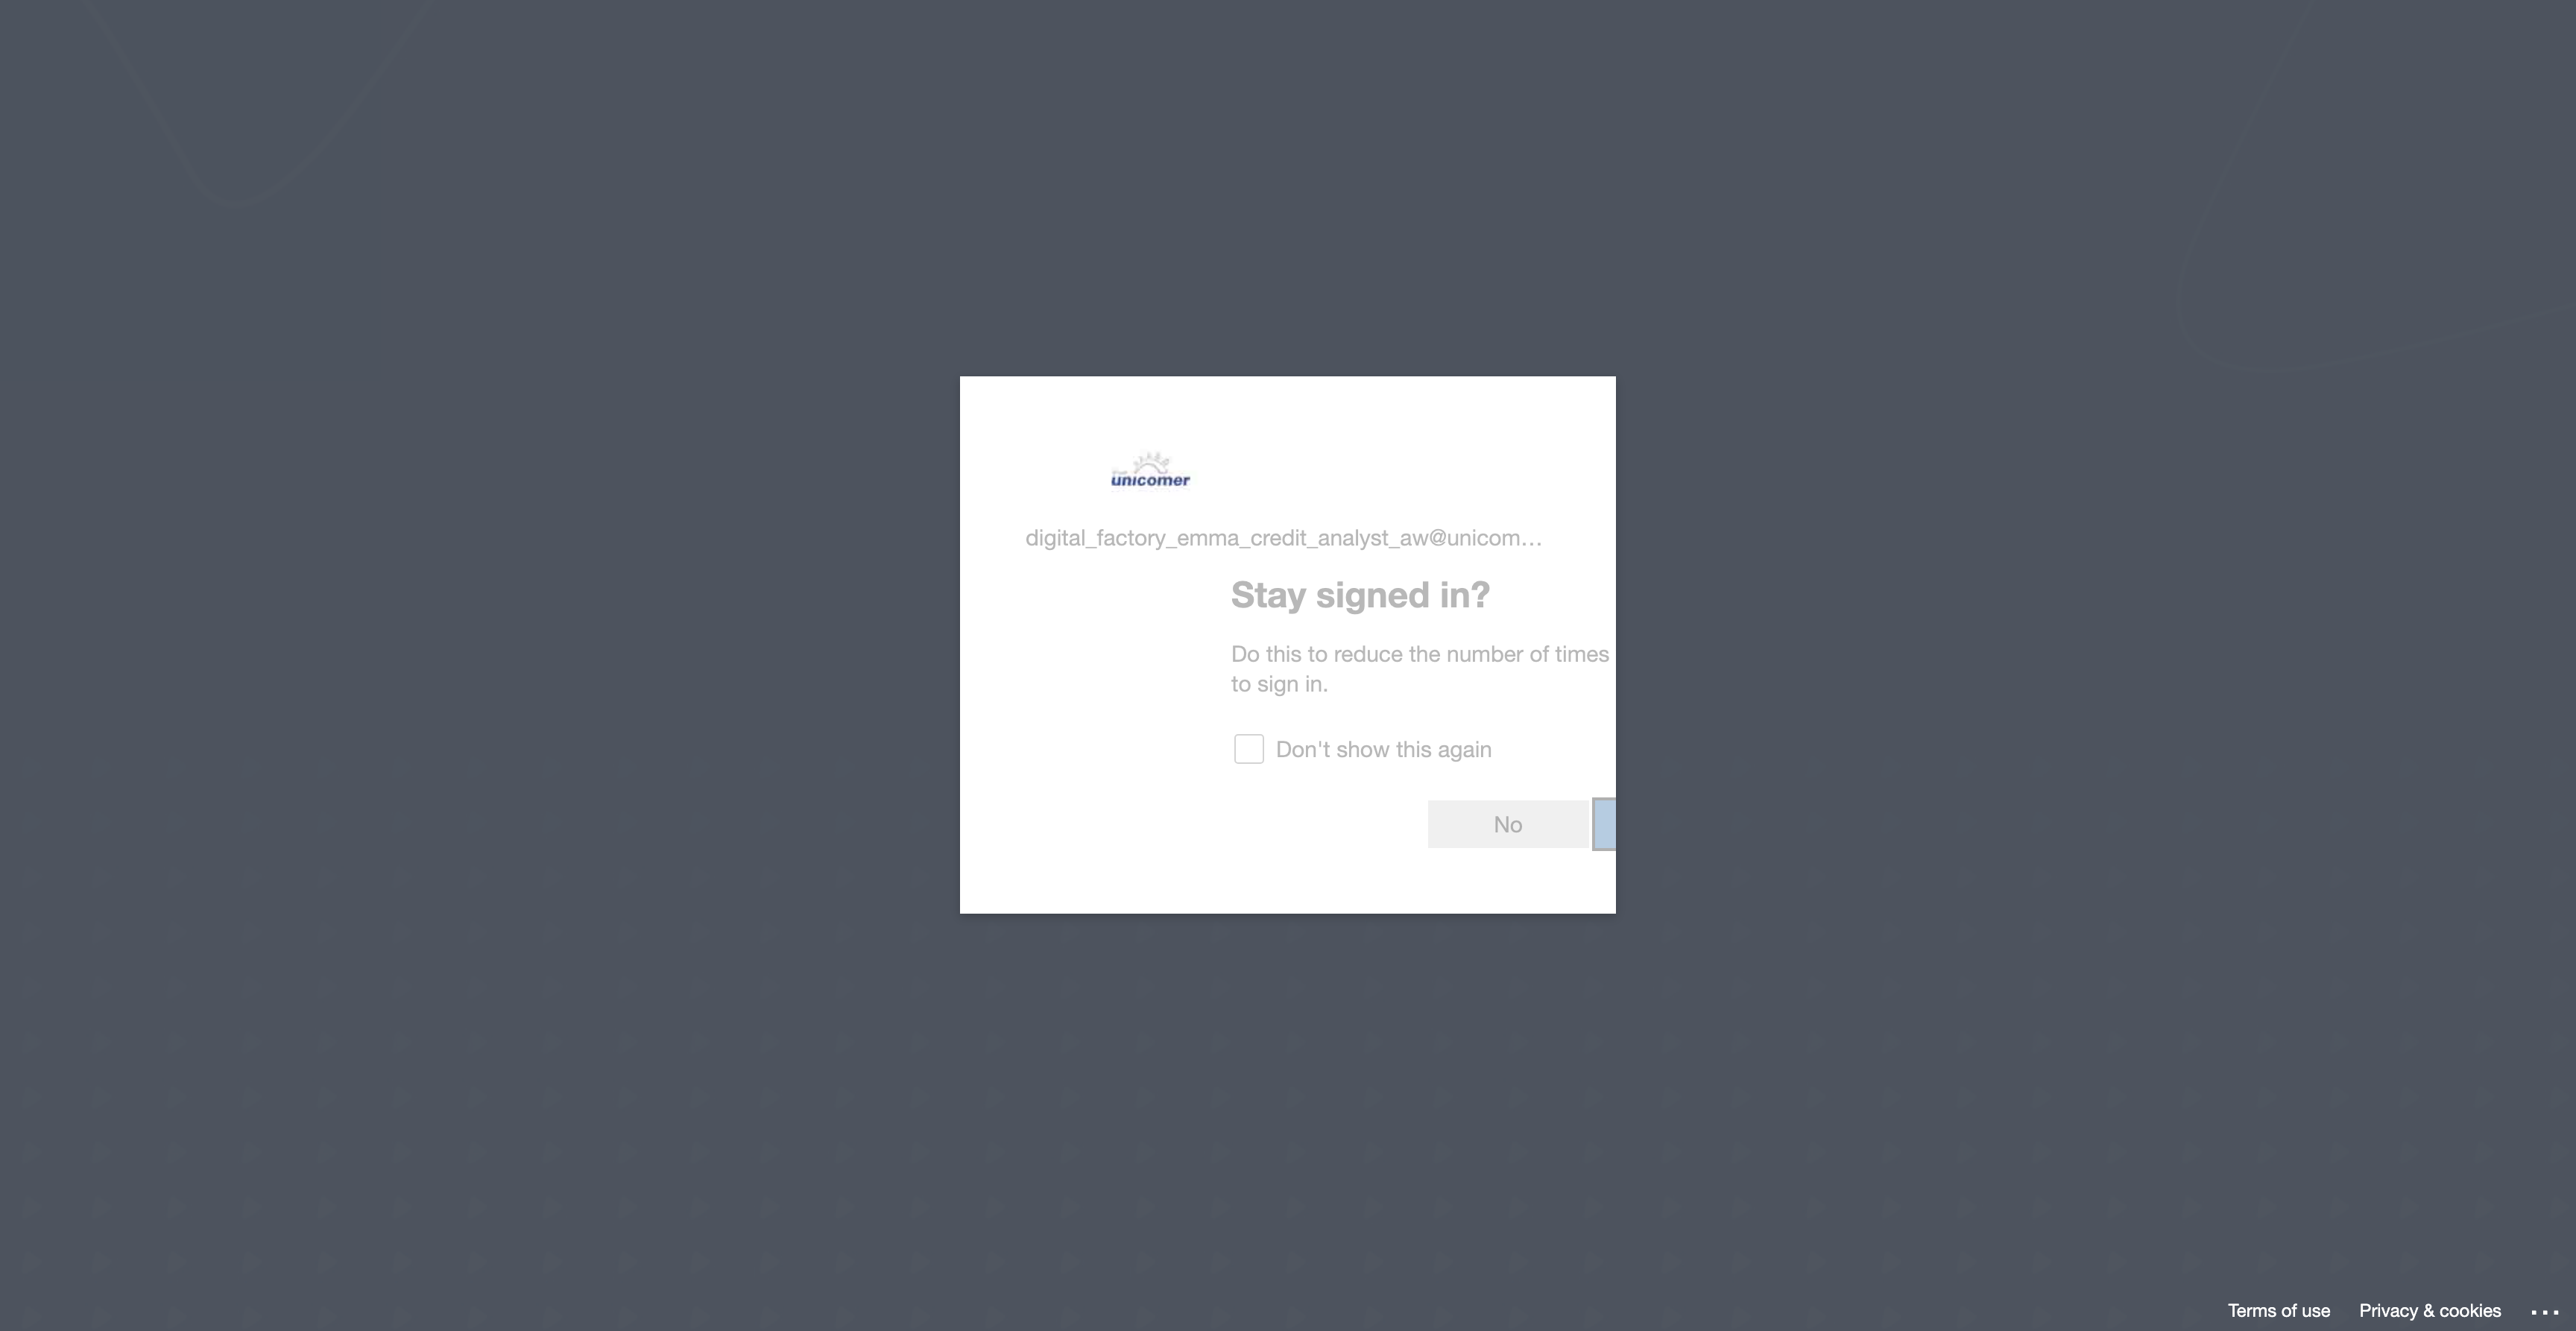 unicomer
digital_factory_emma_credit_analyst_aw@unicom...
Stay signed in?
Do this to reduce the number of times
to sign in.
Don't show this again
No
Terms of use
Privacy & cookies
...